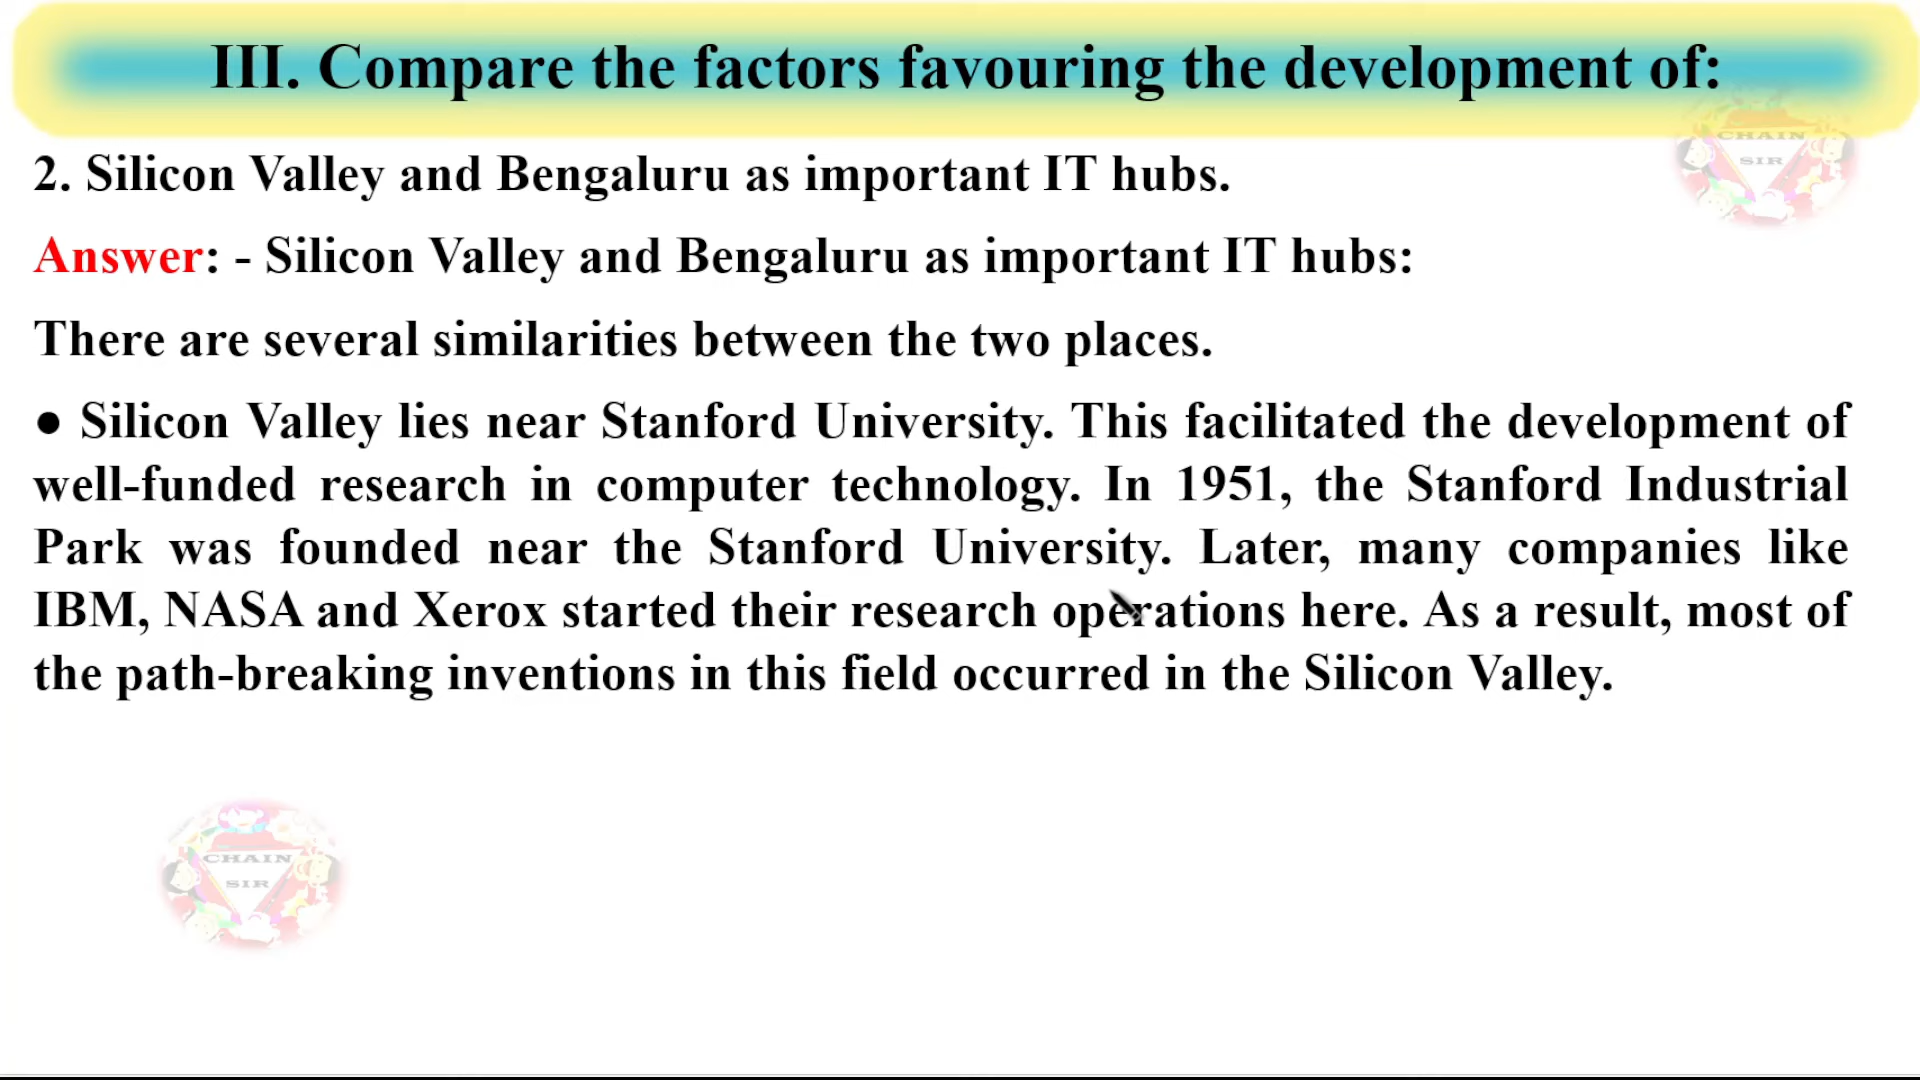 III. Compare the factors favouring the development of:
CHAIN
SIR
2. Silicon Valley and Bengaluru as important IT hubs.
Answer: - Silicon Valley and Bengaluru as important IT hubs:
There are several similarities between the two places.
● Silicon Valley lies near Stanford University. This facilitated the development of
well-funded research in computer technology. In 1951, the Stanford Industrial
Park was founded near the Stanford University. Later, many companies like
IBM, NASA and Xerox started their research operations here. As a result, most of
the path-breaking inventions in this field occurred in the Silicon Valley.
CHAIN
SIR